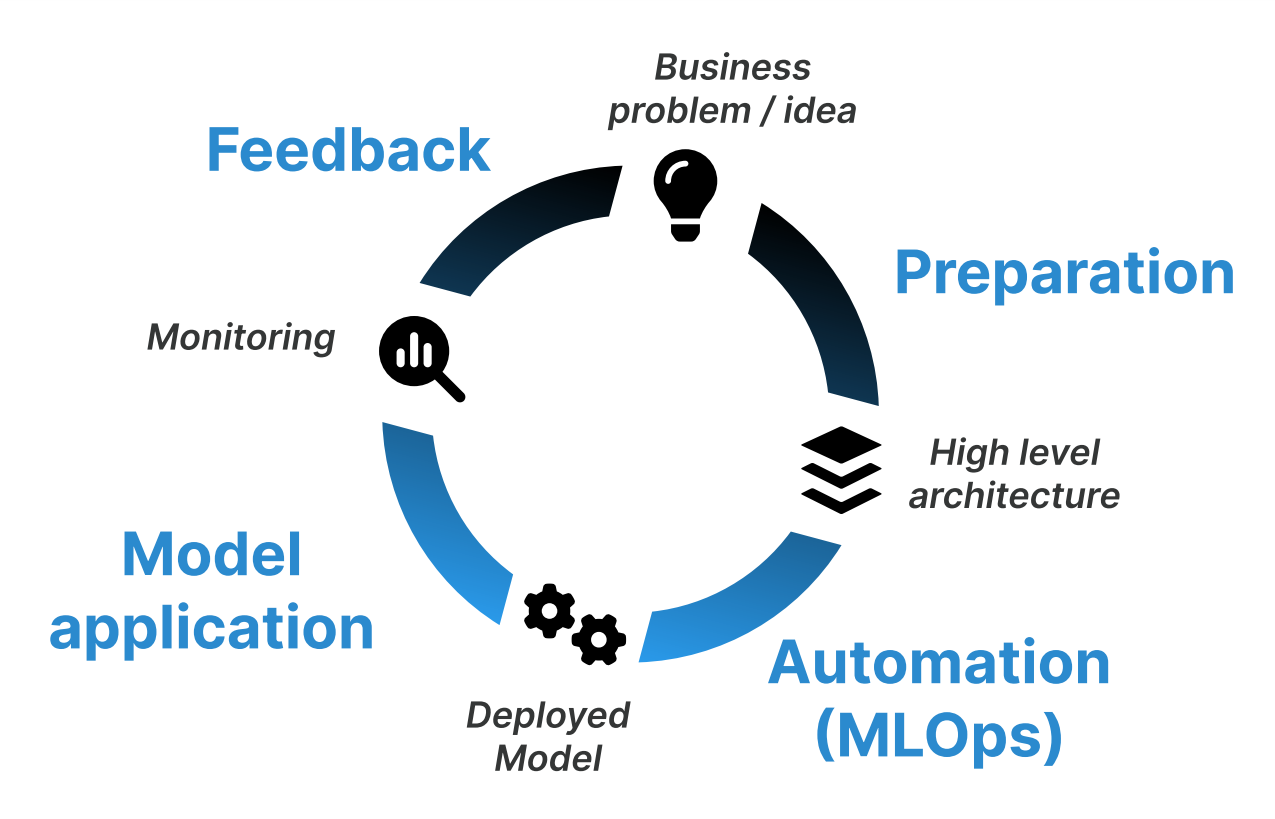 Business
problem / idea
Feedback
Preparation
Monitoring
High level
architecture
Model
application
Automation
(MLOps)
Deployed
Model